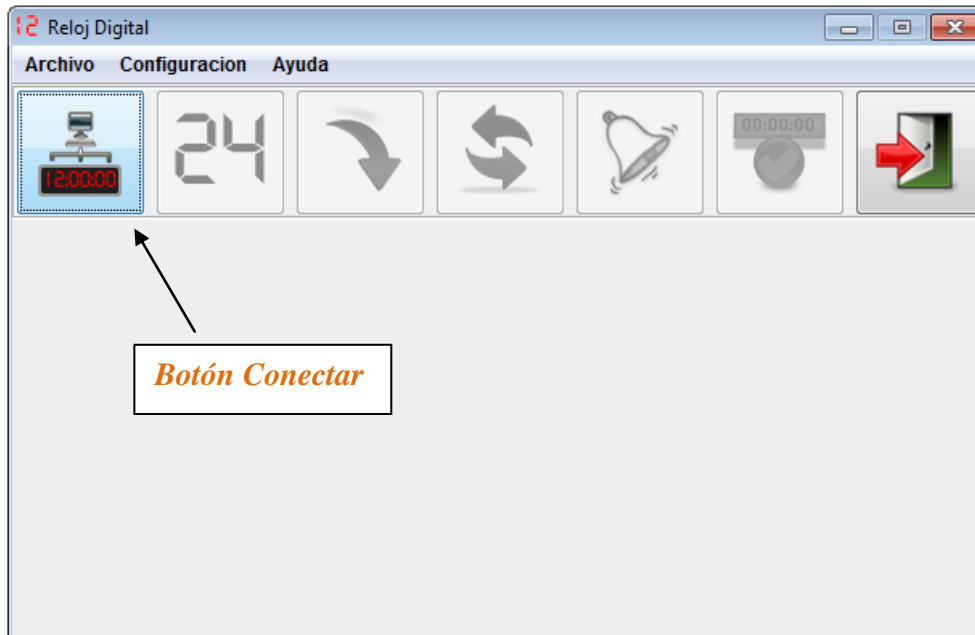 12 Reloj Digital
Archivo Configuracion Ayuda
12:00:00
24
00:00:00
Botón Conectar